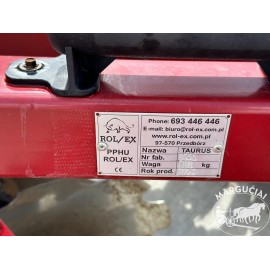 ROL/EX
PPHU
ROL/EX
CE
Phone: 693 446 446
E-mail: biuro@rol-ex.com.pl
www.rol-ex.com.pl
97-570 Przedbórz
Nazwa TAURUS
Nr fab.
Waga kg
Rok prod.
MARGUČIAI